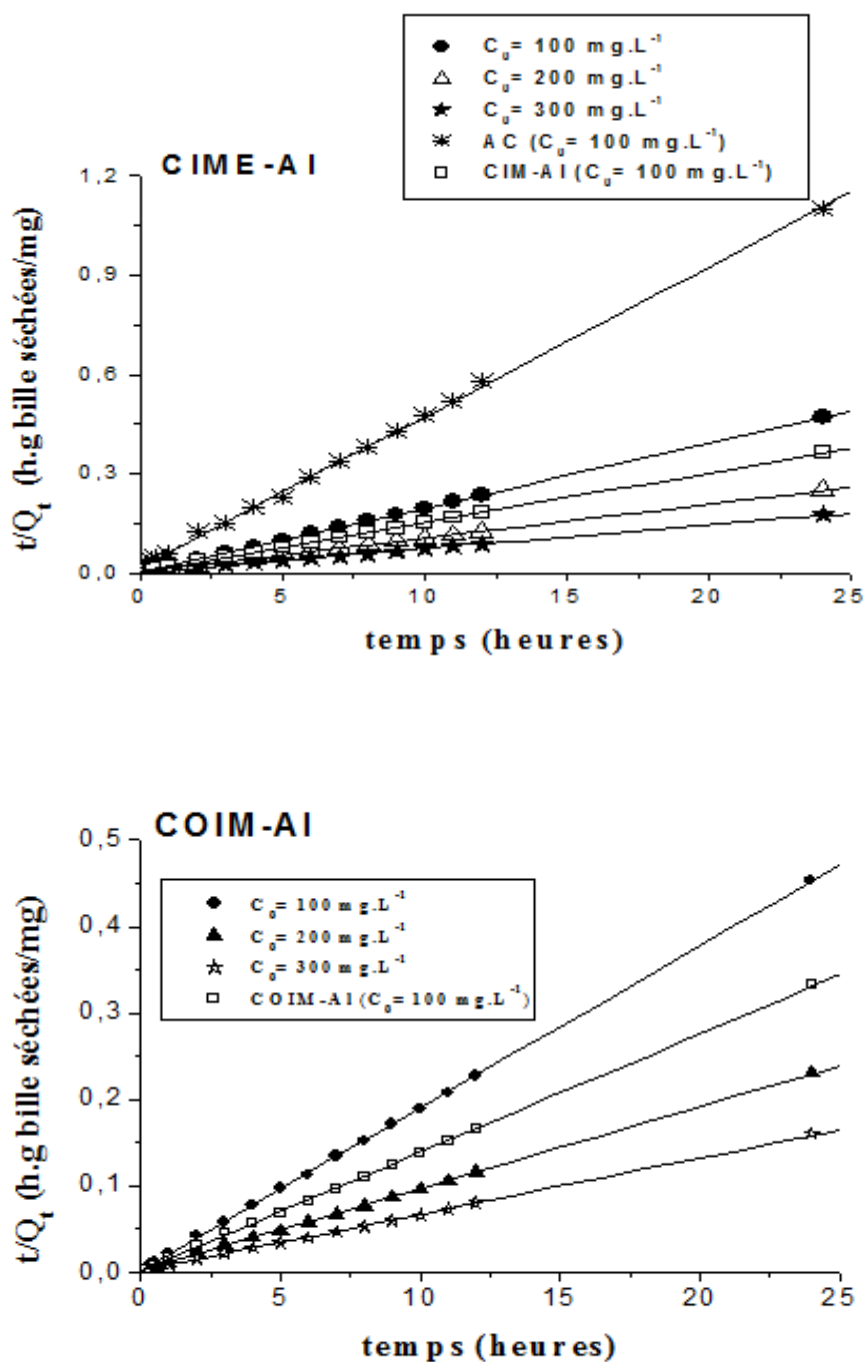 C₀= 100 mg.L⁻¹
C₀= 200 mg.L⁻¹
C₀= 300 mg.L⁻¹
AC (C₀= 100 mg.L⁻¹)
CIM-Al (C₀= 100 mg.L⁻¹)
CIME-Al
1,2
0,9
0,6
0,3
0,0
t/Qₜ (h.g bille séchées/mg)
0 5 10 15 20 25
temps (heures)
COIM-Al
C₀= 100 mg.L⁻¹
C₀= 200 mg.L⁻¹
C₀= 300 mg.L⁻¹
COIM-Al (C₀= 100 mg.L⁻¹)
0,5
0,4
0,3
0,2
0,1
0,0
t/Qₜ (h.g bille séchées/mg)
0 5 10 15 20 25
temps (heures)